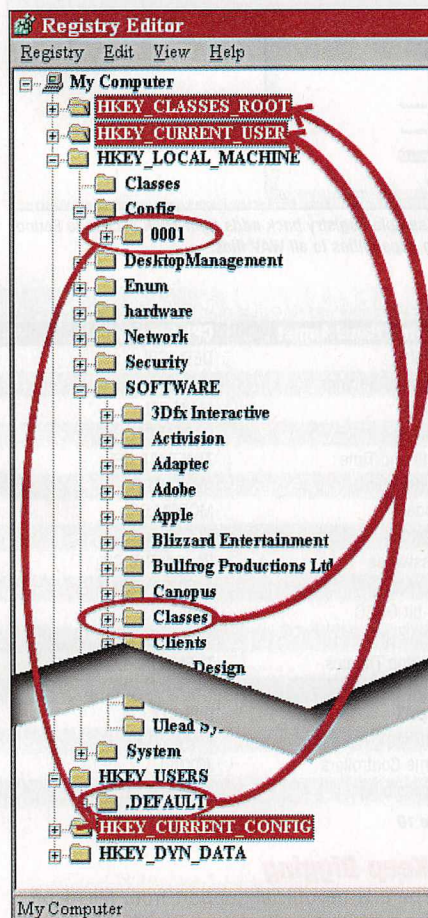 Registry Editor
Registry Edit View Help
My Computer
HKEY_CLASSES_ROOT
HKEY_CURRENT_USER
HKEY_LOCAL_MACHINE
Classes
Config
0001
DesktopManagement
Enum
hardware
Network
Security
SOFTWARE
3Dfx Interactive
Activision
Adaptec
Adobe
Apple
Blizzard Entertainment
Bullfrog Productions Ltd
Canopus
Classes
Clients
Design
Ulead
System
HKEY_USERS
.DEFAULT
HKEY_CURRENT_CONFIG
HKEY_DYN_DATA
My Computer